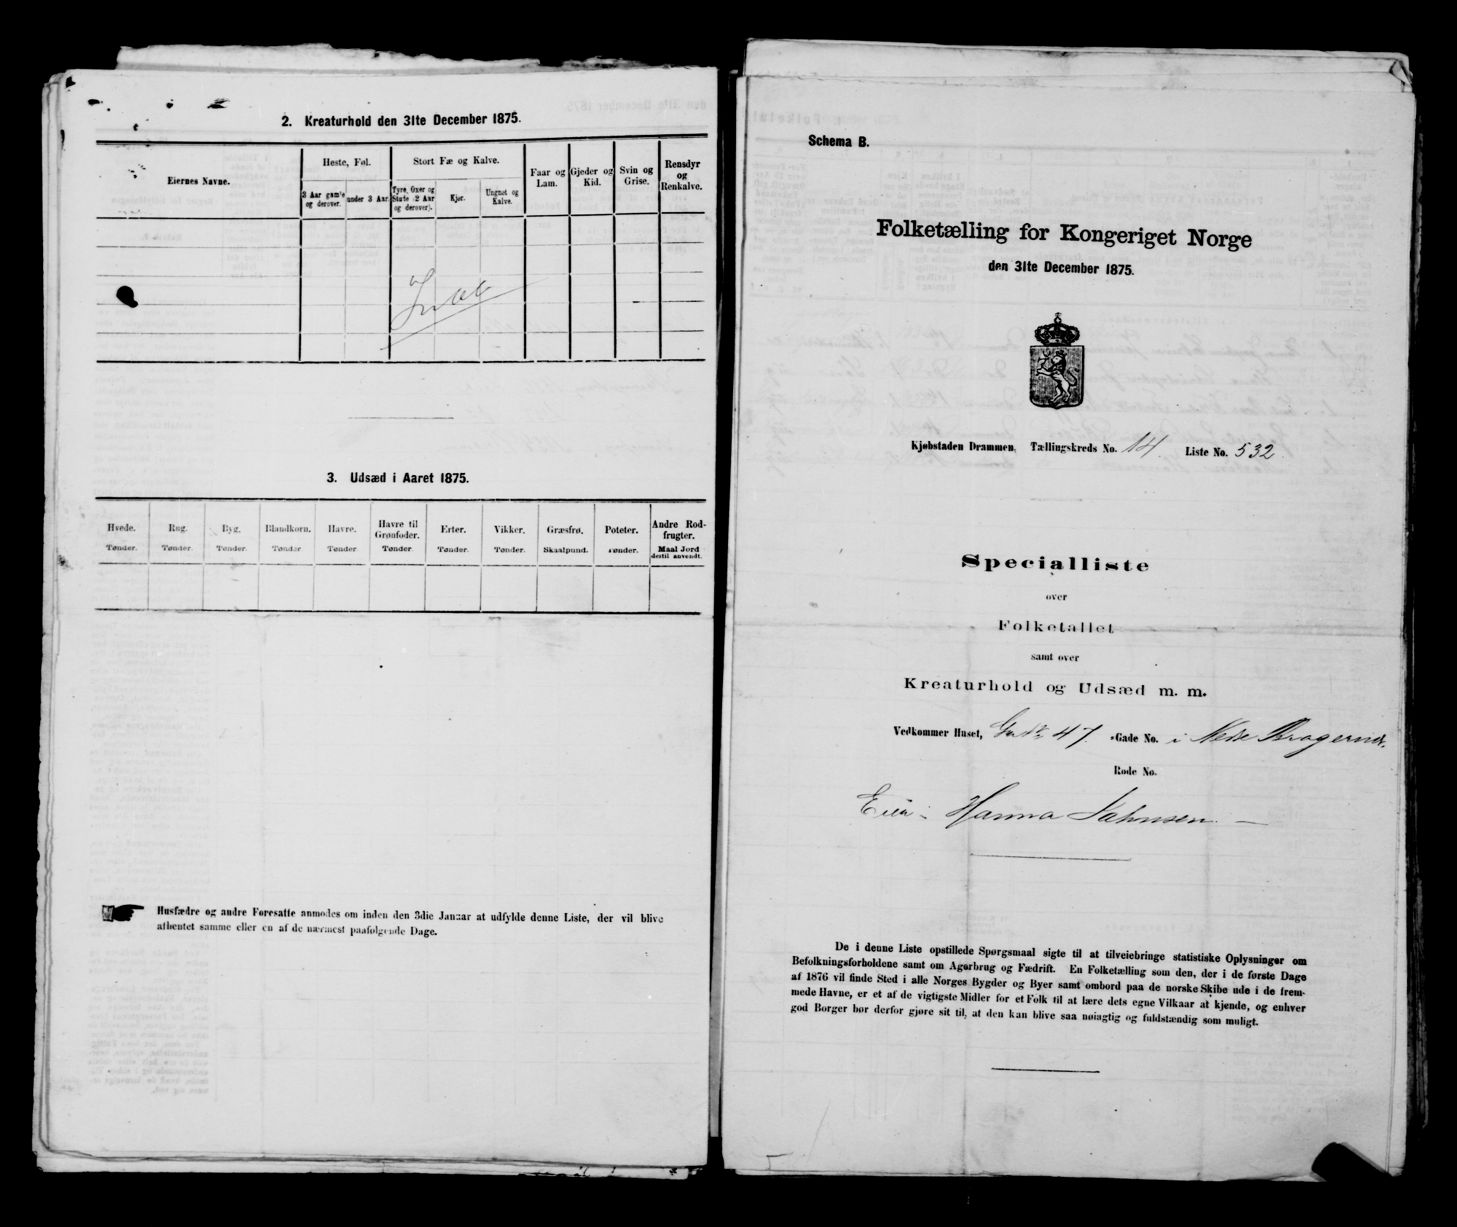 2. Kreaturhold den 31te December 1875.
Eiernes Navne.
Heste, Føl.
Stort Fæ og Kalve.
Faar og Lam.
Gjeder og Kid.
Svin og Grise.
Rensdyr og Renkalve.
3 Aar gamle og derover.
under 3 Aar.
Tyre, Oxer og Stude (2 Aar og derover).
Kjør.
Ungnet og Kalve.
3. Udsæd i Aaret 1875.
Hvede. Rug. Byg. Blandkorn. Havre. Havre til Grønfoder. Erter. Vikker. Græsfrø. Poteter. Andre Rodfrugter.
Tønder. Tønder. Tønder. Tønder. Tønder. Tønder. Tønder. Tønder. Skaalpund. Tønder. Maal Jord dertil anvendt.
Husfædre og andre Foresatte anmodes om inden den 3die Januar at udfylde denne Liste, der vil blive
afhentet samme eller en af de nærmest paafølgende Dage.
Schema B.
Folketælling for Kongeriget Norge
den 31te December 1875.
Kjøbstaden Drammen. Tællingskreds No. 14. Liste No. 532
Specialliste
over
Folketallet
samt over
Kreaturhold og Udsæd m. m.
Vedkommer Huset, 47 Gade No. i Nedre Bragernes.
Rode No.
Eier: Hanna Jahnsen.
De i denne Liste opstillede Spørgsmaal sigte til at tilveiebringe statistiske Oplysninger om
Befolkningsforholdene samt om Agerbrug og Fædrift. En Folketælling som den, der i de første Dage
af 1876 vil finde Sted i alle Norges Bygder og Byer samt ombord paa de norske Skibe ude i de frem-
mede Havne, er et af de vigtigste Midler for et Folk til at lære dets egne Vilkaar at kjende, og enhver
god Borger bør derfor gjøre sit til, at den kan blive saa nøiagtig og fuldstændig som muligt.